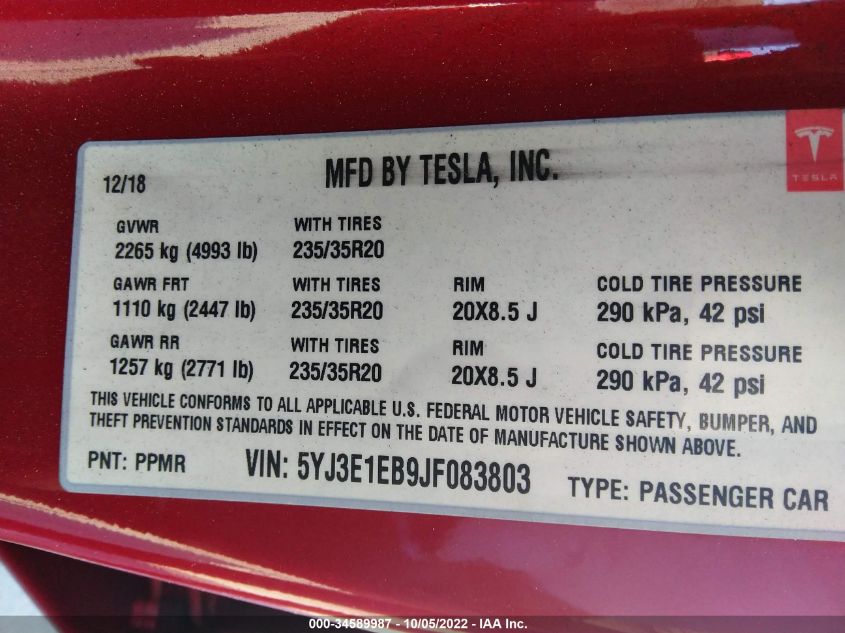 12/18 MFD BY TESLA, INC.
TESLA
GVWR WITH TIRES
2265 kg (4993 lb) 235/35R20
GAWR FRT WITH TIRES RIM COLD TIRE PRESSURE
1110 kg (2447 lb) 235/35R20 20X8.5 J 290 kPa, 42 psi
GAWR RR WITH TIRES RIM COLD TIRE PRESSURE
1257 kg (2771 lb) 235/35R20 20X8.5 J 290 kPa, 42 psi
THIS VEHICLE CONFORMS TO ALL APPLICABLE U.S. FEDERAL MOTOR VEHICLE SAFETY, BUMPER, AND
THEFT PREVENTION STANDARDS IN EFFECT ON THE DATE OF MANUFACTURE SHOWN ABOVE.
PNT: PPMR VIN: 5YJ3E1EB9JF083803 TYPE: PASSENGER CAR
000-34589987 - 10/05/2022 - IAA Inc.